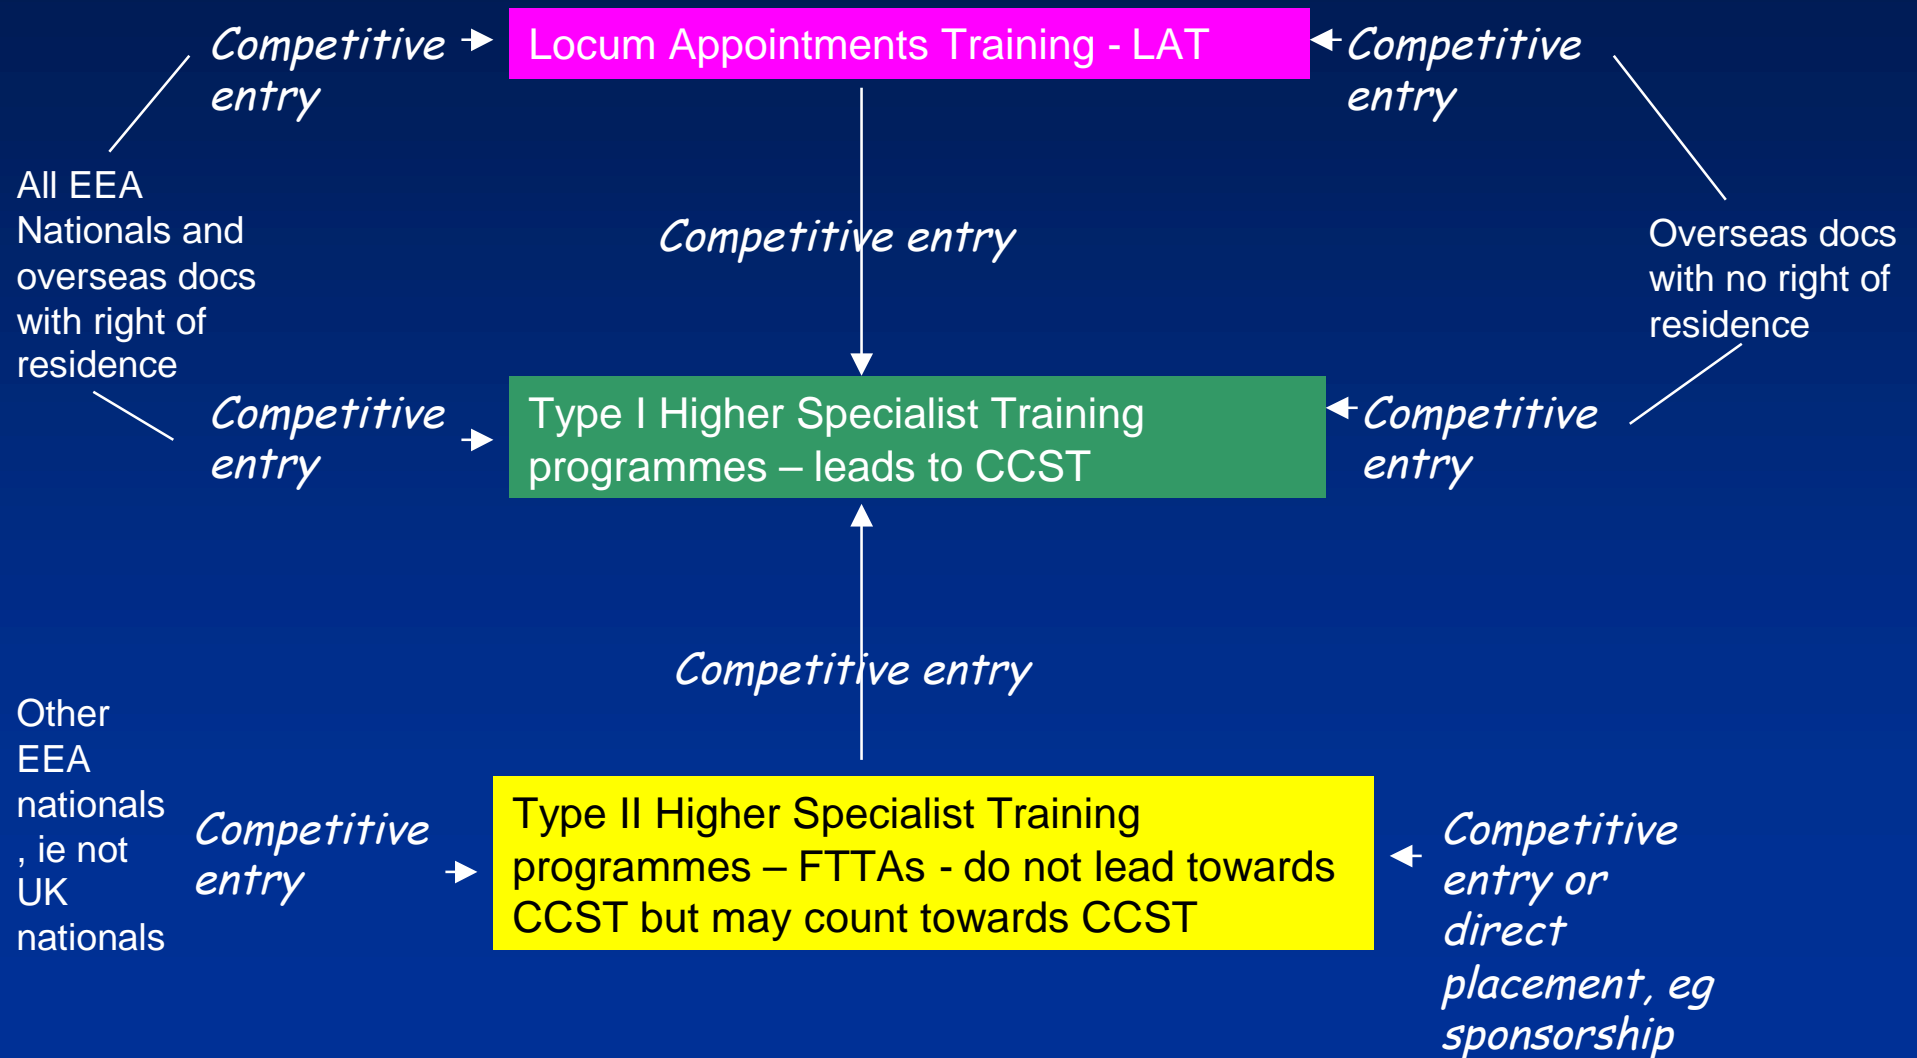 Competitive
entry
Locum Appointments Training - LAT
Competitive
entry
All EEA
Nationals and
overseas docs
with right of
residence
Competitive entry
Overseas docs
with no right of
residence
Competitive
entry
Type I Higher Specialist Training
programmes – leads to CCST
Competitive
entry
Competitive entry
Other
EEA
nationals
, ie not
UK
nationals
Competitive
entry
Type II Higher Specialist Training
programmes – FTTAs - do not lead towards
CCST but may count towards CCST
Competitive
entry or
direct
placement, eg
sponsorship